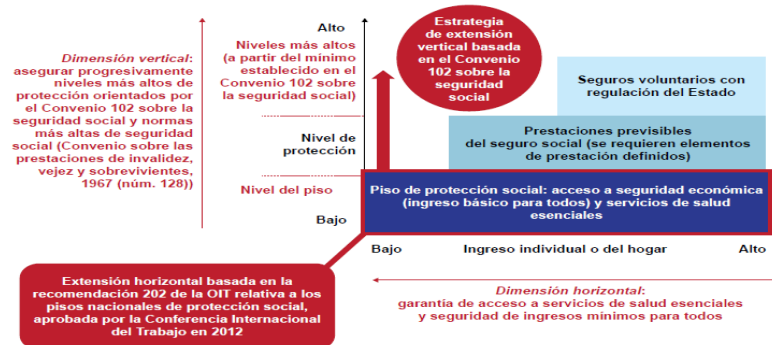 Dimensión vertical:
asegurar progresivamente
niveles más altos de
protección orientados por
el Convenio 102 sobre la
seguridad social y normas
más altas de seguridad
social (Convenio sobre las
prestaciones de invalidez,
vejez y sobrevivientes,
1967 (núm. 128))
Alto
Niveles más altos
(a partir del mínimo
establecido en el
Convenio 102 sobre
la seguridad social)
Nivel de
protección
Nivel del piso
Bajo
Estrategia
de extensión
vertical basada
en el Convenio
102 sobre la
seguridad
social
Seguros voluntarios con
regulación del Estado
Prestaciones previsibles
del seguro social (se requieren elementos
de prestación definidos)
Piso de protección social: acceso a seguridad económica
(ingreso básico para todos) y servicios de salud
esenciales
Bajo Ingreso individual o del hogar Alto
Extensión horizontal basada en la
recomendación 202 de la OIT relativa a los
pisos nacionales de protección social,
aprobada por la Conferencia Internacional
del Trabajo en 2012
Dimensión horizontal:
garantía de acceso a servicios de salud esenciales
y seguridad de ingresos mínimos para todos